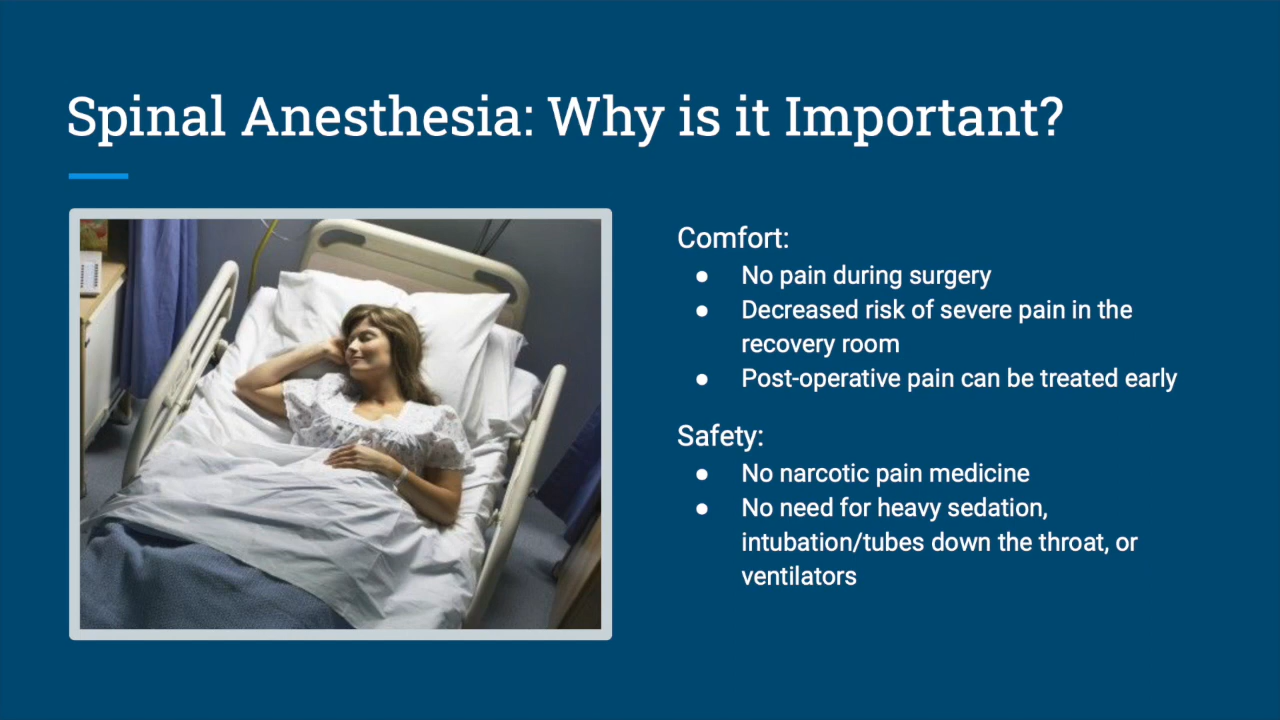 Spinal Anesthesia: Why is it Important?
Comfort:
● No pain during surgery
● Decreased risk of severe pain in the
recovery room
● Post-operative pain can be treated early
Safety:
● No narcotic pain medicine
● No need for heavy sedation,
intubation/tubes down the throat, or
ventilators